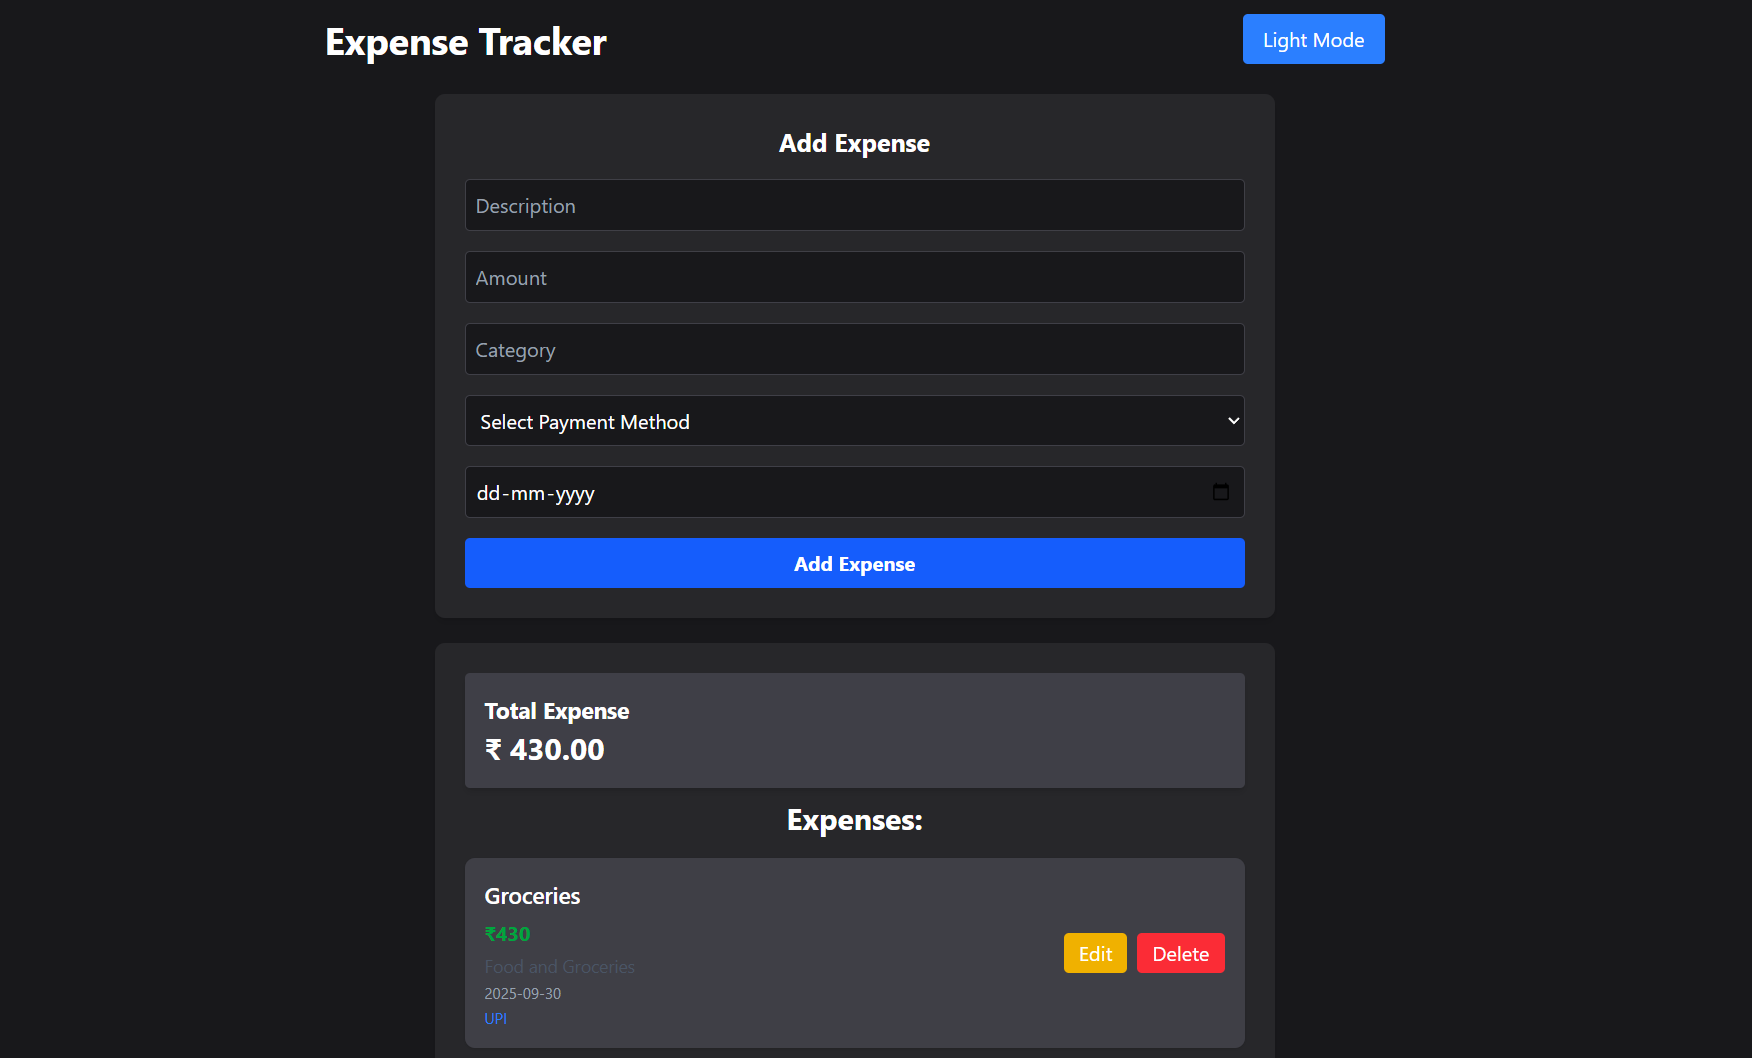 Expense Tracker
Light Mode
Add Expense
Description
Amount
Category
Select Payment Method
dd-mm-yyyy
Add Expense
Total Expense
₹ 430.00
Expenses:
Groceries
₹430
Food and Groceries
2025-09-30
UPI
Edit
Delete